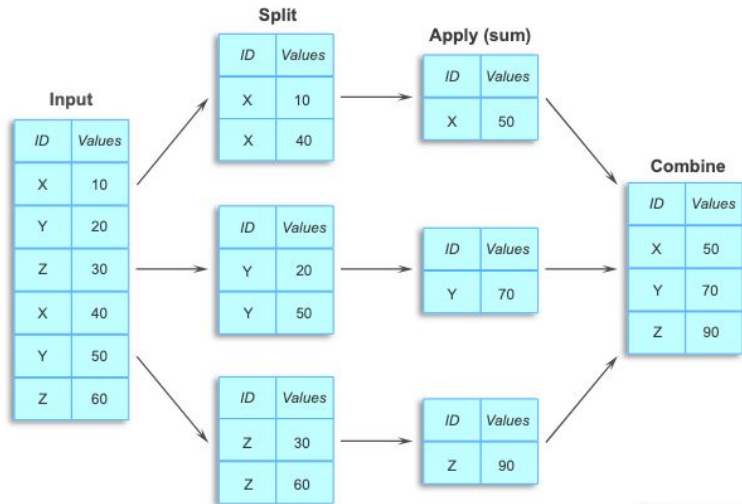 Input
ID Values
X 10
Y 20
Z 30
X 40
Y 50
Z 60
Split
ID Values
X 10
X 40
ID Values
Y 20
Y 50
ID Values
Z 30
Z 60
Apply (sum)
ID Values
X 50
ID Values
Y 70
ID Values
Z 90
Combine
ID Values
X 50
Y 70
Z 90